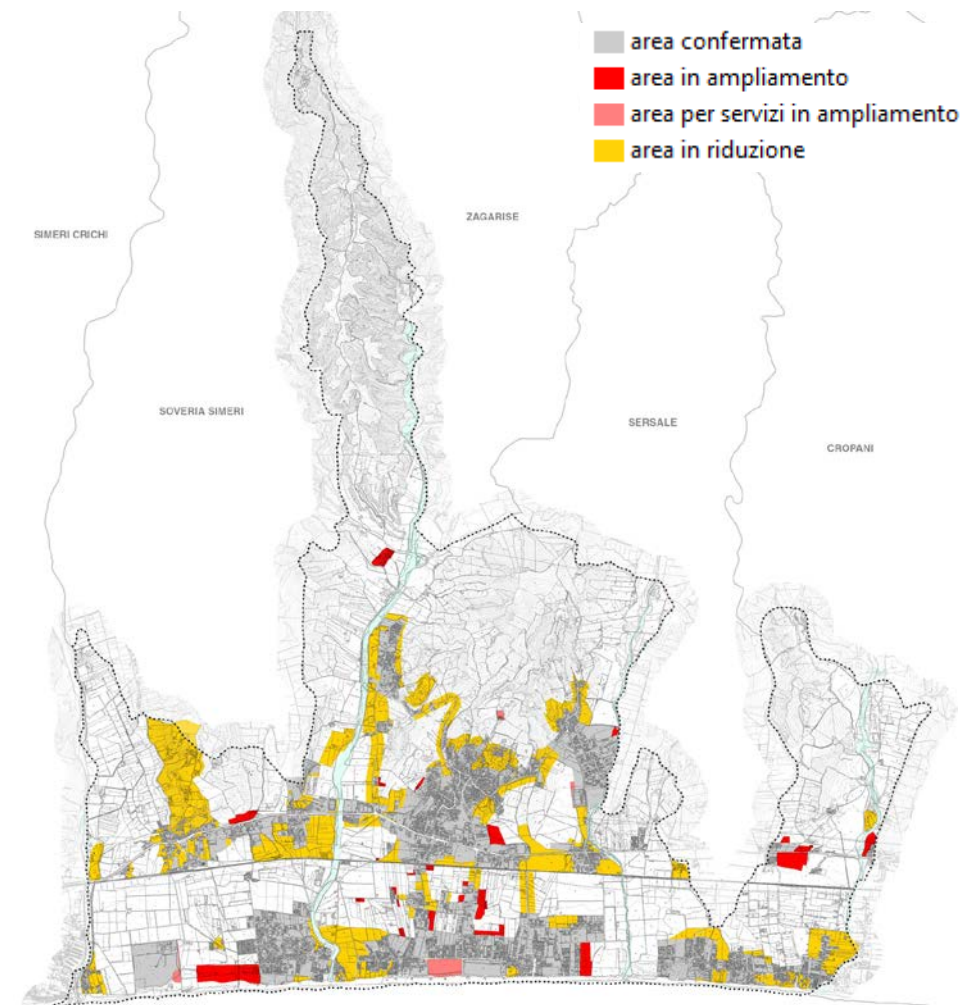 area confermata
area in ampliamento
area per servizi in ampliamento
area in riduzione
ZAGARISE
SIMERI CRICHI
SOVERIA SIMERI
SERSALE
CROPANI